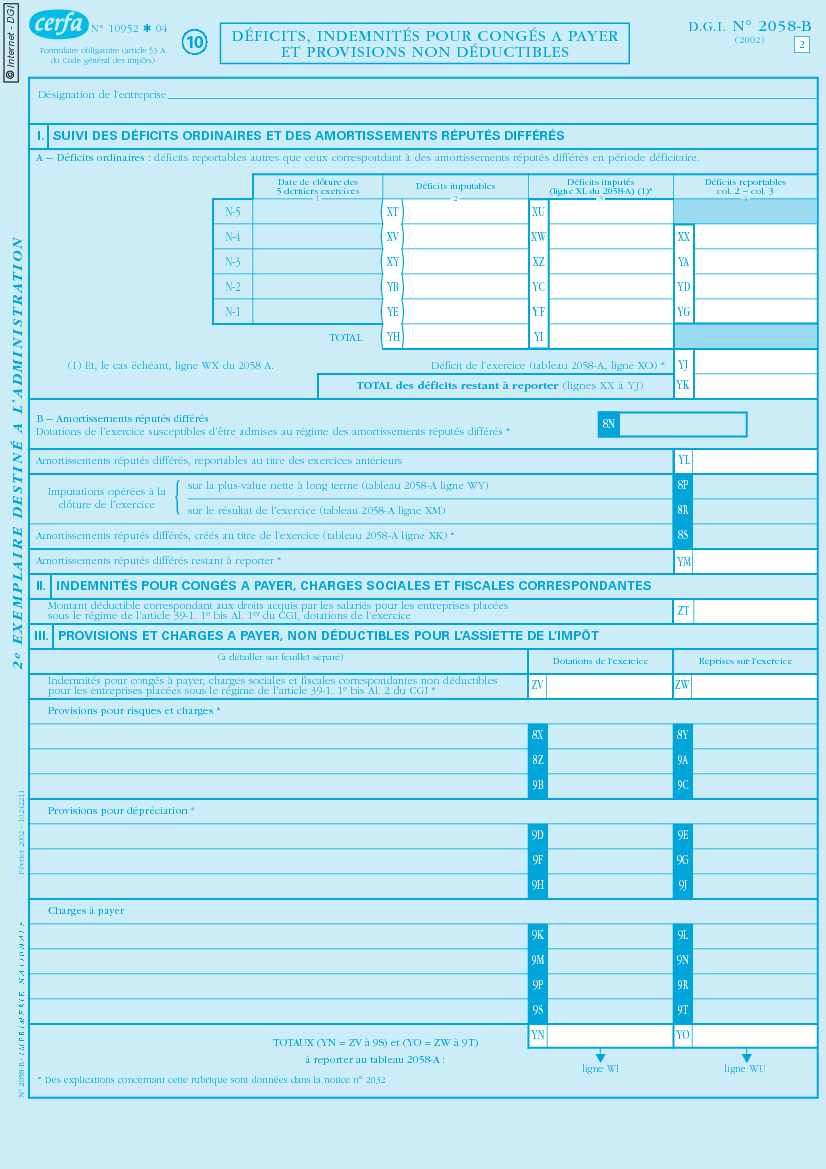 © Internet - DGI
cerfa
N° 10952 ✱ 04
Formulaire obligatoire (article 53 A
du Code général des impôts)
10
DÉFICITS, INDEMNITÉS POUR CONGÉS A PAYER
ET PROVISIONS NON DÉDUCTIBLES
D.G.I. N° 2058-B
(2002)
2
Désignation de l'entreprise
I. SUIVI DES DÉFICITS ORDINAIRES ET DES AMORTISSEMENTS RÉPUTÉS DIFFÉRÉS
A – Déficits ordinaires : déficits reportables autres que ceux correspondant à des amortissements réputés différés en période déficitaire.
Date de clôture des
5 derniers exercices
1
Déficits imputables
2
Déficits imputés
(ligne XL du 2058-A) (1)*
3
Déficits reportables
col. 2 – col. 3
4
N-5 XT XU
N-4 XV XW XX
N-3 XY XZ YA
N-2 YB YC YD
N-1 YE YF YG
TOTAL YH YI
(1) Et, le cas échéant, ligne WX du 2058 A. Déficit de l'exercice (tableau 2058-A, ligne XO) * YJ
TOTAL des déficits restant à reporter (lignes XX à YJ) YK
B – Amortissements réputés différés
Dotations de l'exercice susceptibles d'être admises au régime des amortissements réputés différés * 8N
Amortissements réputés différés, reportables au titre des exercices antérieurs YL
Imputations opérées à la
clôture de l'exercice
sur la plus-value nette à long terme (tableau 2058-A ligne WY) 8P
sur le résultat de l'exercice (tableau 2058-A ligne XM) 8R
Amortissements réputés différés, créés au titre de l'exercice (tableau 2058-A ligne XK) * 8S
Amortissements réputés différés restant à reporter * YM
II. INDEMNITÉS POUR CONGÉS A PAYER, CHARGES SOCIALES ET FISCALES CORRESPONDANTES
Montant déductible correspondant aux droits acquis par les salariés pour les entreprises placées
sous le régime de l'article 39-1. 1e bis Al. 1er du CGI, dotations de l'exercice ZT
III. PROVISIONS ET CHARGES A PAYER, NON DÉDUCTIBLES POUR L'ASSIETTE DE L'IMPÔT
(à détailler sur feuillet séparé) Dotations de l'exercice Reprises sur l'exercice
Indemnités pour congés à payer, charges sociales et fiscales correspondantes non déductibles
pour les entreprises placées sous le régime de l'article 39-1. 1e bis Al. 2 du CGI * ZV ZW
Provisions pour risques et charges *
8X 8Y
8Z 9A
9B 9C
Provisions pour dépréciation *
9D 9E
9F 9G
9H 9J
Charges à payer
9K 9L
9M 9N
9P 9R
9S 9T
TOTAUX (YN = ZV à 9S) et (YO = ZW à 9T) YN YO
à reporter au tableau 2058-A :
ligne WI ligne WU
* Des explications concernant cette rubrique sont données dans la notice n° 2032
2e EXEMPLAIRE DESTINÉ A L'ADMINISTRATION
Février 2002 - 10242211
N° 2058-B - IMPRIMERIE NATIONALE